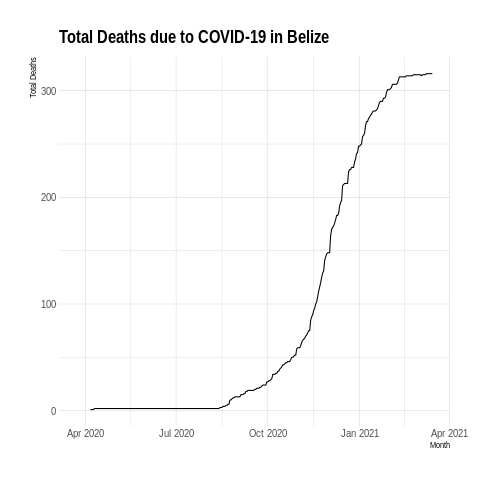 Total Deaths due to COVID-19 in Belize
Total Deaths
300
200
100
0
Apr 2020 Jul 2020 Oct 2020 Jan 2021 Apr 2021
Month